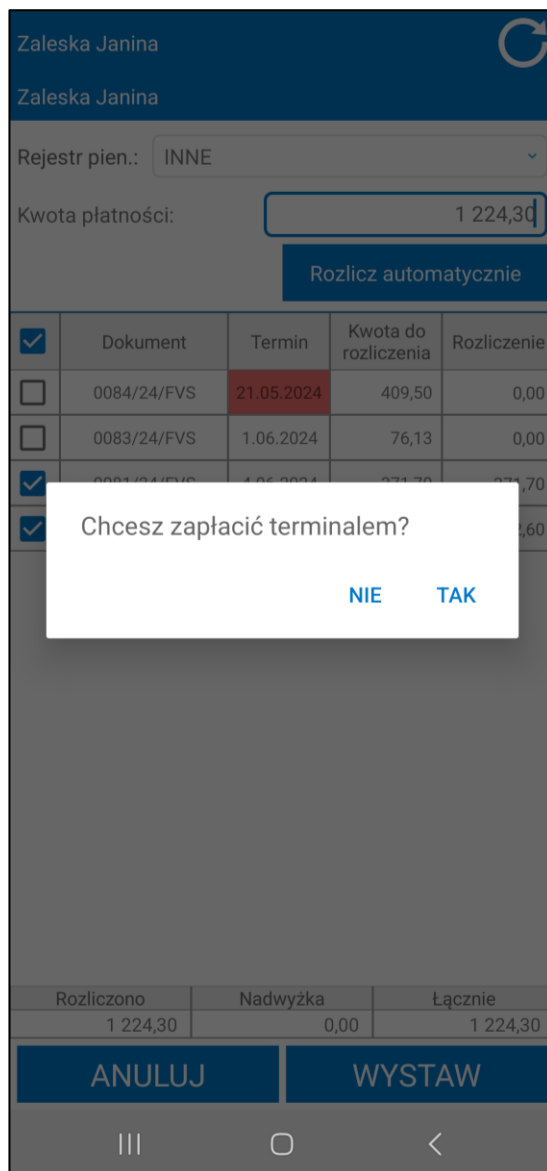 Zaleska Janina
Zaleska Janina
Rejestr pien.: INNE
Kwota płatności: 1 224,30
Rozlicz automatycznie
Dokument Termin Kwota do rozliczenia Rozliczenie
0084/24/FVS 21.05.2024 409,50 0,00
0083/24/FVS 1.06.2024 76,13 0,00
Chcesz zapłacić terminalem?
NIE TAK
Rozliczono Nadwyżka Łącznie
1 224,30 0,00 1 224,30
ANULUJ WYSTAW